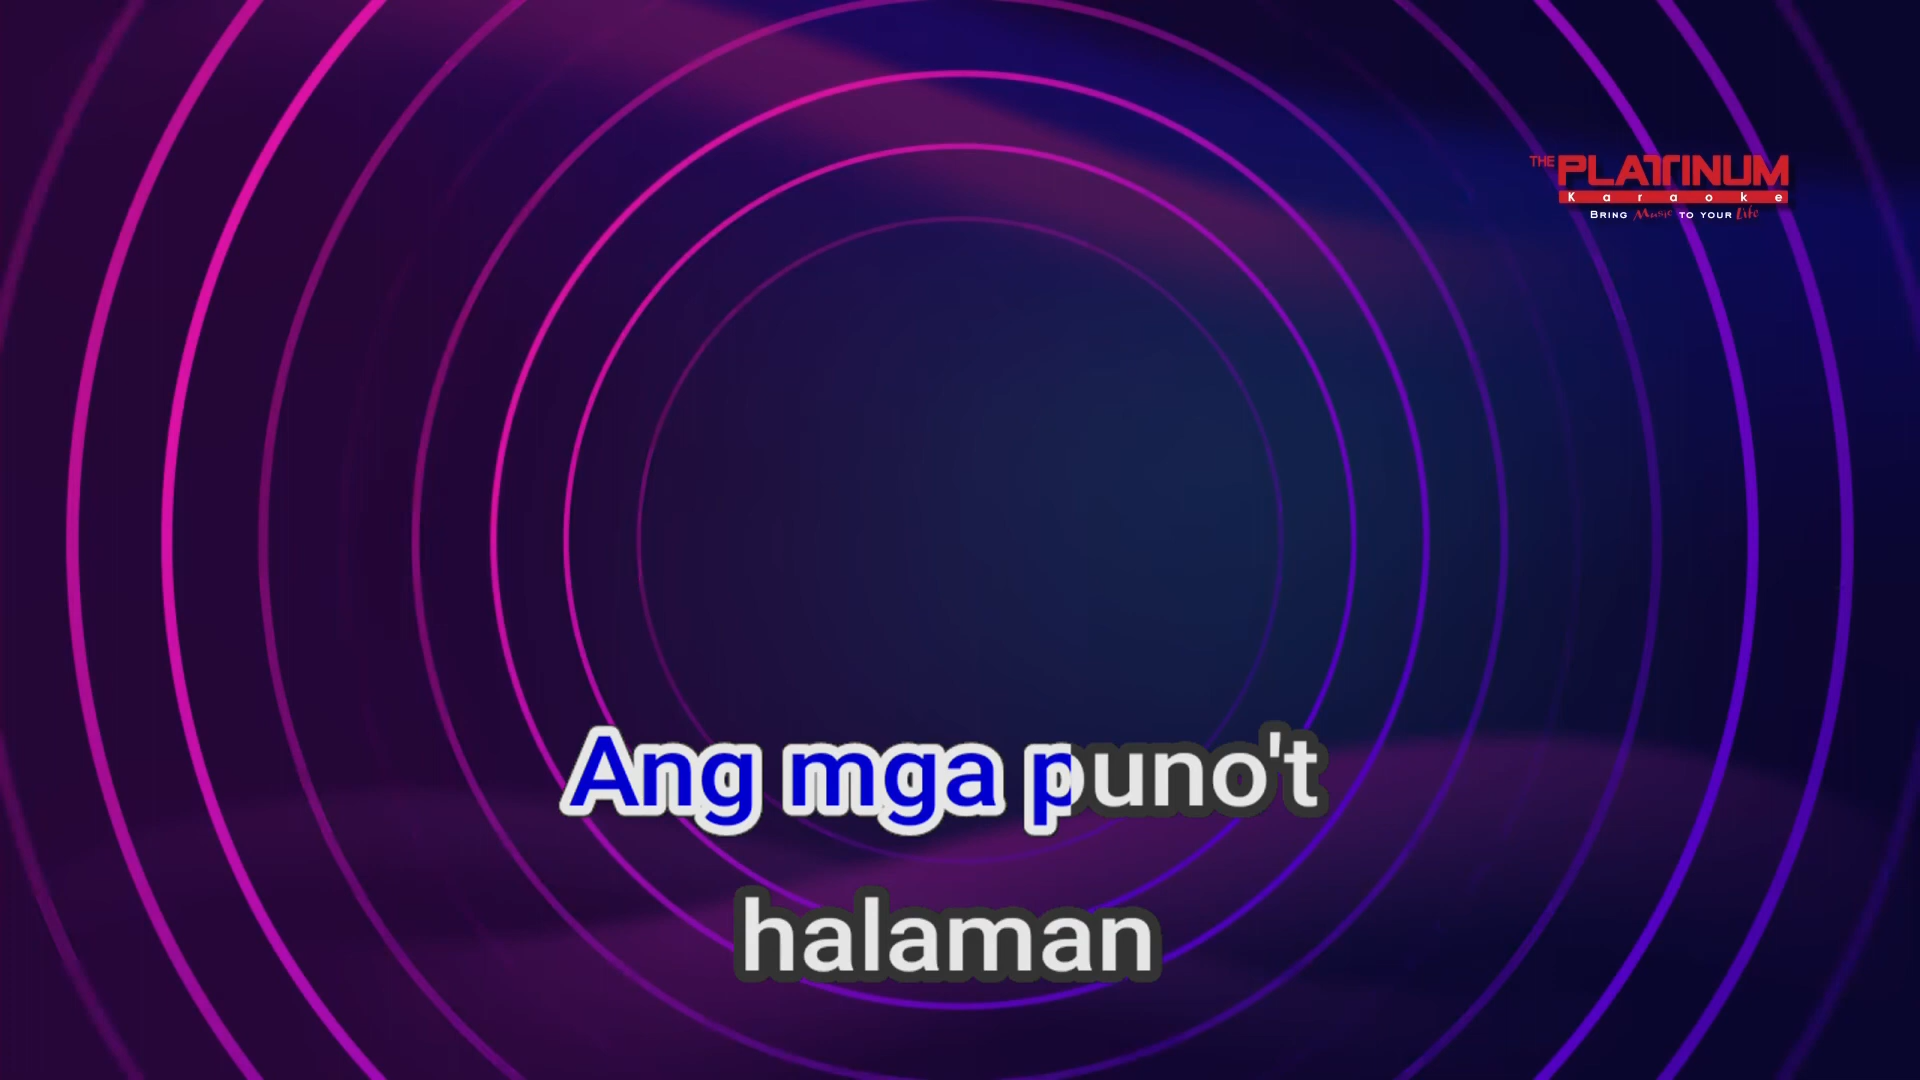 THE PLATINUM
Karaoke
BRING Music TO YOUR Life
Ang mga puno't
halaman